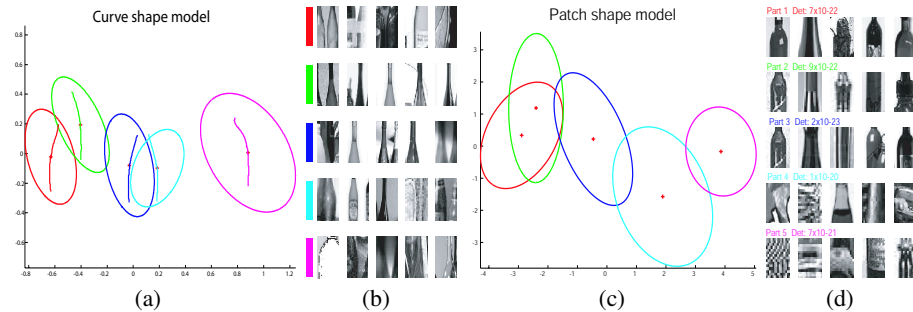 Curve shape model
0.8
0.6
0.4
0.2
0
-0.2
-0.4
-0.6
-0.8 -0.6 -0.4 -0.2 0 0.2 0.4 0.6 0.8 1 1.2
(a)
(b)
Patch shape model
3
2
1
0
-1
-2
-3
-4 -3 -2 -1 0 1 2 3 4 5
(c)
Part 1 Det: 7x10-22
Part 2 Det: 9x10-22
Part 3 Det: 2x10-23
Part 4 Det: 1x10-20
Part 5 Det: 7x10-21
(d)